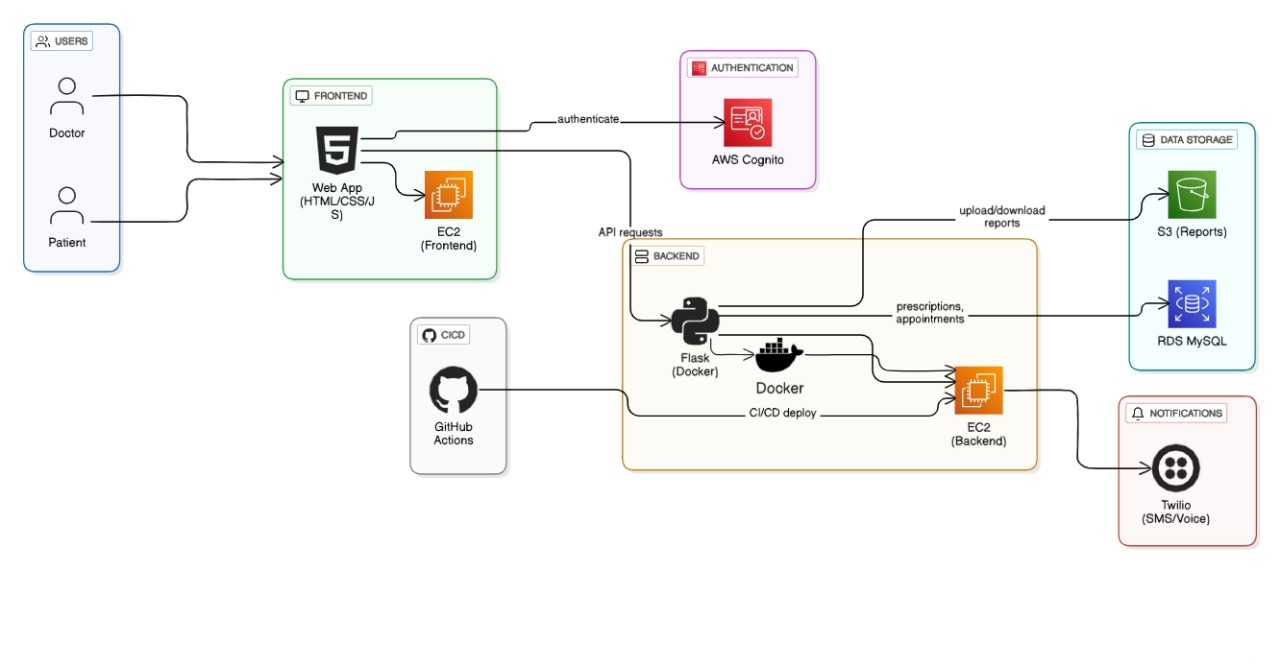 USERS
Doctor
Patient
FRONTEND
Web App
(HTML/CSS/J
S)
EC2
(Frontend)
authenticate
API requests
AUTHENTICATION
AWS Cognito
CICD
GitHub
Actions
CI/CD deploy
BACKEND
Flask
(Docker)
Docker
EC2
(Backend)
upload/download
reports
prescriptions,
appointments
DATA STORAGE
S3 (Reports)
RDS MySQL
NOTIFICATIONS
Twilio
(SMS/Voice)